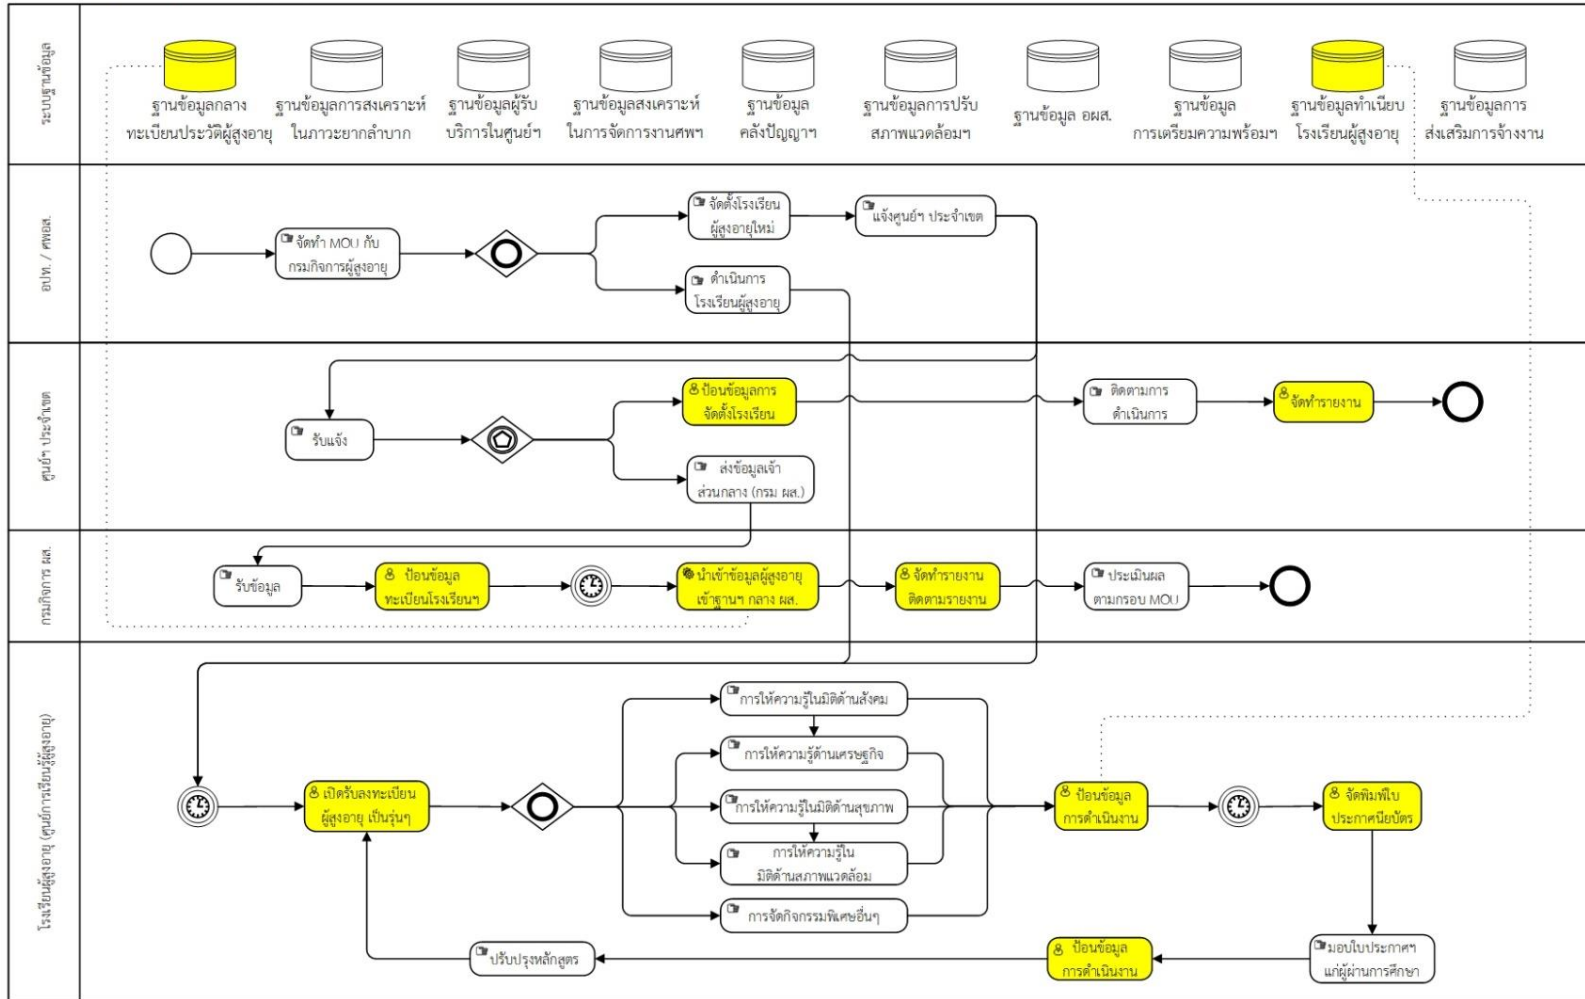 ระบบฐานข้อมูล
ฐานข้อมูลกลาง
ทะเบียนประวัติผู้สูงอายุ
ฐานข้อมูลการสงเคราะห์
ในภาวะยากลำบาก
ฐานข้อมูลผู้รับ
บริการในศูนย์ฯ
ฐานข้อมูลสงเคราะห์
ในการจัดการงานศพฯ
ฐานข้อมูล
คลังปัญญาฯ
ฐานข้อมูลการปรับ
สภาพแวดล้อมฯ
ฐานข้อมูล อผส.
ฐานข้อมูล
การเตรียมความพร้อมฯ
ฐานข้อมูลทำเนียบ
โรงเรียนผู้สูงอายุ
ฐานข้อมูลการ
ส่งเสริมการจ้างงาน
อปท. / ศพอส.
จัดทำ MOU กับ
กรมกิจการผู้สูงอายุ
จัดตั้งโรงเรียน
ผู้สูงอายุใหม่
แจ้งศูนย์ฯ ประจำเขต
ดำเนินการ
โรงเรียนผู้สูงอายุ
ศูนย์ฯ ประจำเขต
รับแจ้ง
ป้อนข้อมูลการ
จัดตั้งโรงเรียน
ส่งข้อมูลเจ้า
ส่วนกลาง (กรม ผส.)
ติดตามการ
ดำเนินการ
จัดทำรายงาน
กรมกิจการ ผส.
รับข้อมูล
ป้อนข้อมูล
ทะเบียนโรงเรียนฯ
นำเข้าข้อมูลผู้สูงอายุ
เข้าฐานฯ กลาง ผส.
จัดทำรายงาน
ติดตามรายงาน
ประเมินผล
ตามกรอบ MOU
โรงเรียนผู้สูงอายุ (ศูนย์การเรียนรู้ผู้สูงอายุ)
เปิดรับลงทะเบียน
ผู้สูงอายุ เป็นรุ่นๆ
การให้ความรู้ในมิติด้านสังคม
การให้ความรู้ด้านเศรษฐกิจ
การให้ความรู้ในมิติด้านสุขภาพ
การให้ความรู้ใน
มิติด้านสภาพแวดล้อม
การจัดกิจกรรมพิเศษอื่นๆ
ป้อนข้อมูล
การดำเนินงาน
จัดพิมพ์ใบ
ประกาศนียบัตร
มอบใบประกาศฯ
แก่ผู้ผ่านการศึกษา
ป้อนข้อมูล
การดำเนินงาน
ปรับปรุงหลักสูตร